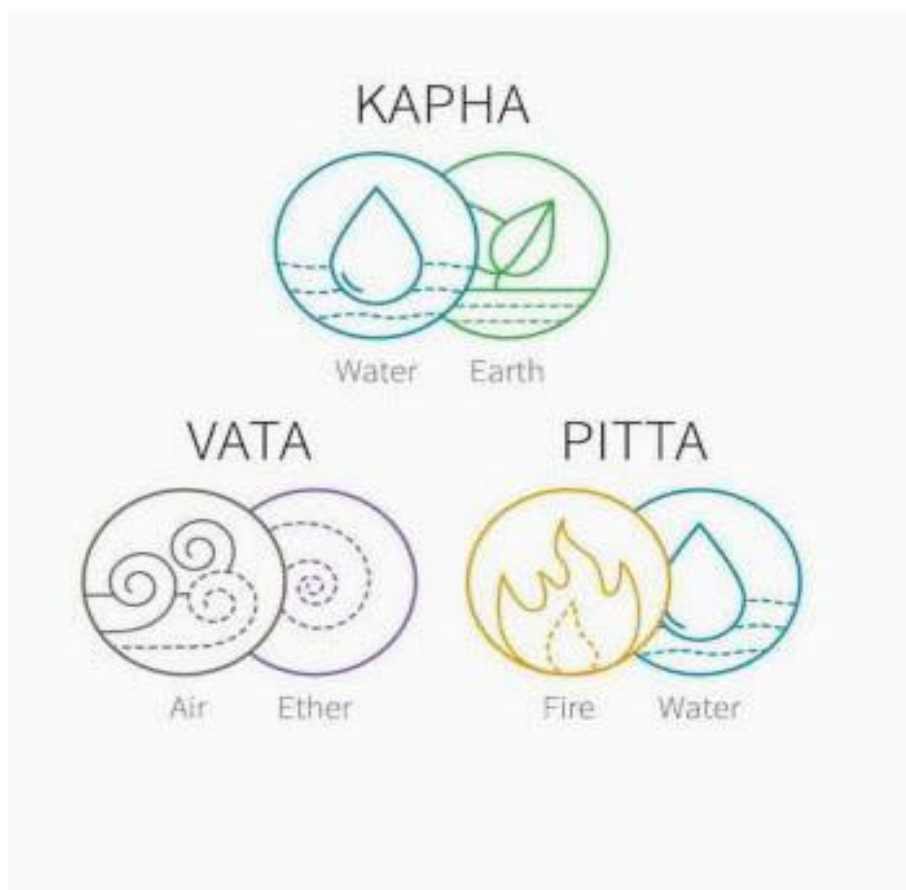 KAPHA
Water Earth
VATA
Air Ether
PITTA
Fire Water